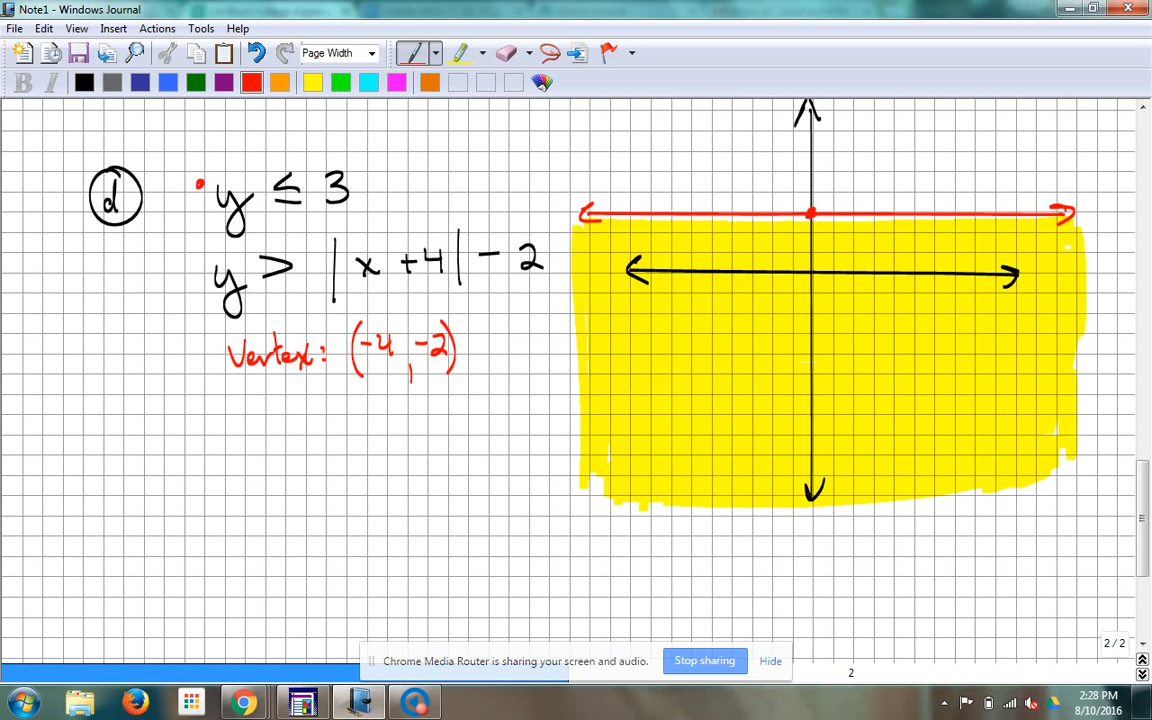 Note1 - Windows Journal
File Edit View Insert Actions Tools Help
Page Width
B I
d
y ≤ 3
y > | x + 4 | - 2
Vertex: (-4, -2)
2 / 2
Chrome Media Router is sharing your screen and audio. Stop sharing Hide
2
2:28 PM
8/10/2016